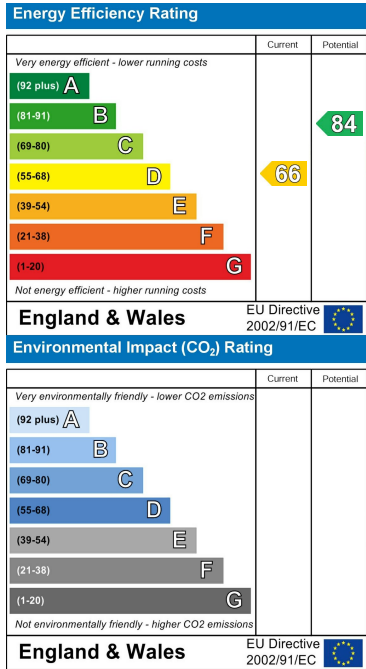 Energy Efficiency Rating
Current Potential
Very energy efficient - lower running costs
(92 plus) A
(81-91) B
84
(69-80) C
(55-68) D
66
(39-54) E
(21-38) F
(1-20) G
Not energy efficient - higher running costs
England & Wales
EU Directive
2002/91/EC
Environmental Impact (CO₂) Rating
Current Potential
Very environmentally friendly - lower CO2 emissions
(92 plus) A
(81-91) B
(69-80) C
(55-68) D
(39-54) E
(21-38) F
(1-20) G
Not environmentally friendly - higher CO2 emissions
England & Wales
EU Directive
2002/91/EC